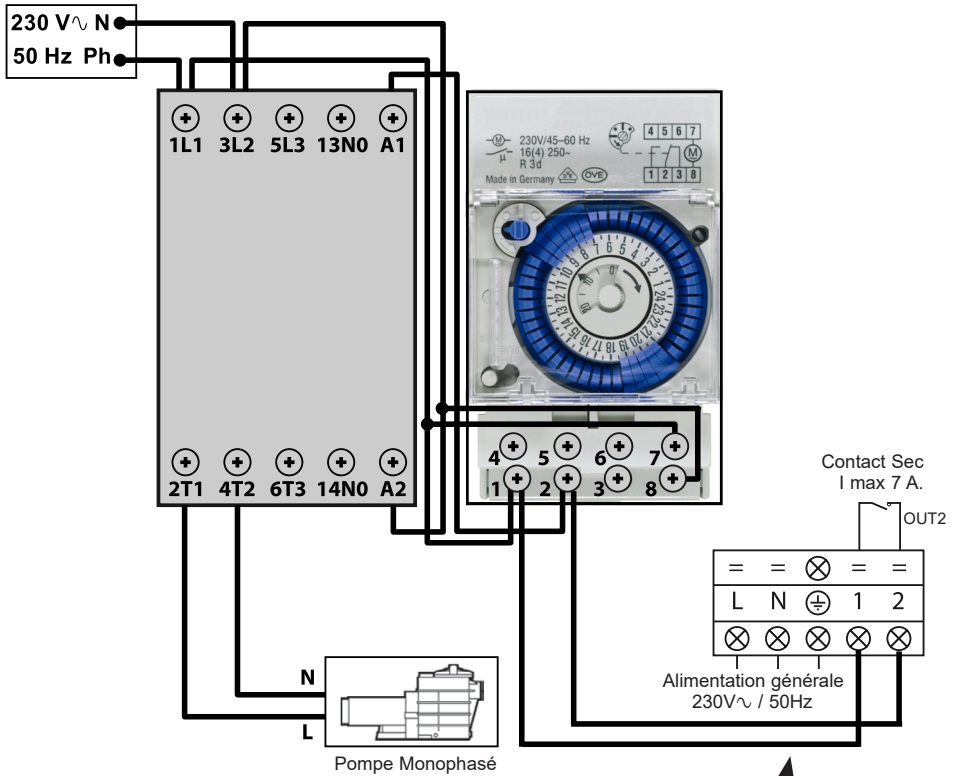 230 V∿ N
50 Hz Ph
1L1 3L2 5L3 13N0 A1
2T1 4T2 6T3 14N0 A2
230V/45–60 Hz
16(4) 250~
R 3d
Made in Germany
OVE
µ
M
4 5 6 7
M
1 2 3 8
4 5 6 7
1 2 3 8
Contact Sec
I max 7 A.
OUT2
= = = =
L N 1 2
Alimentation générale
230V∿ / 50Hz
N
L
Pompe Monophasé